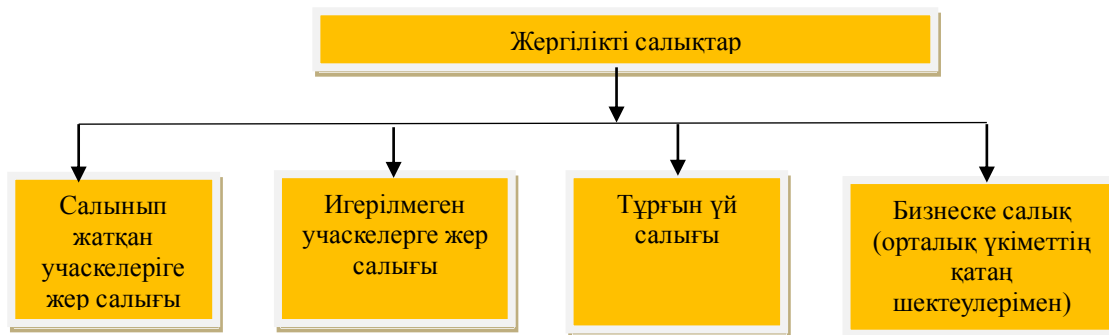 Жергілікті салықтар
Салынып
жатқан
учаскелеріге
жер салығы
Игерілмеген
учаскелерге жер
салығы
Тұрғын үй
салығы
Бизнеске салық
(орталық үкіметтің
қатаң
шектеулерімен)